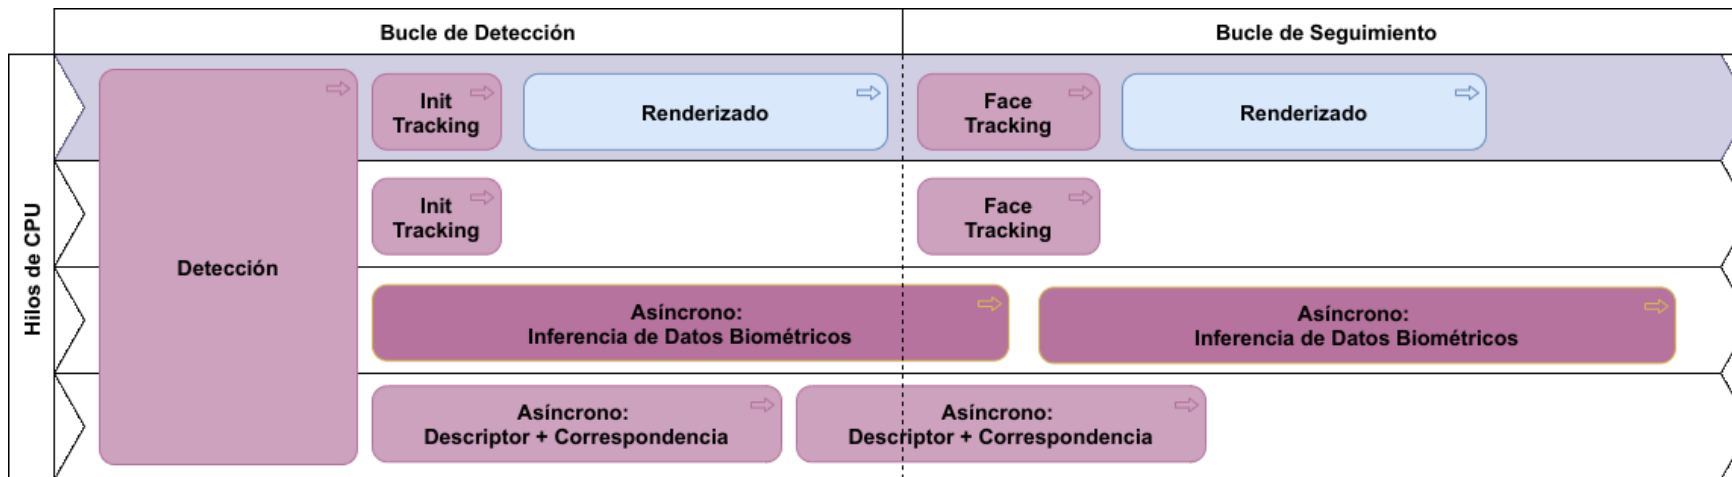 Bucle de Detección
Bucle de Seguimiento
Hilos de CPU
Detección
Init
Tracking
Renderizado
Face
Tracking
Renderizado
Init
Tracking
Face
Tracking
Asíncrono:
Inferencia de Datos Biométricos
Asíncrono:
Inferencia de Datos Biométricos
Asíncrono:
Descriptor + Correspondencia
Asíncrono:
Descriptor + Correspondencia